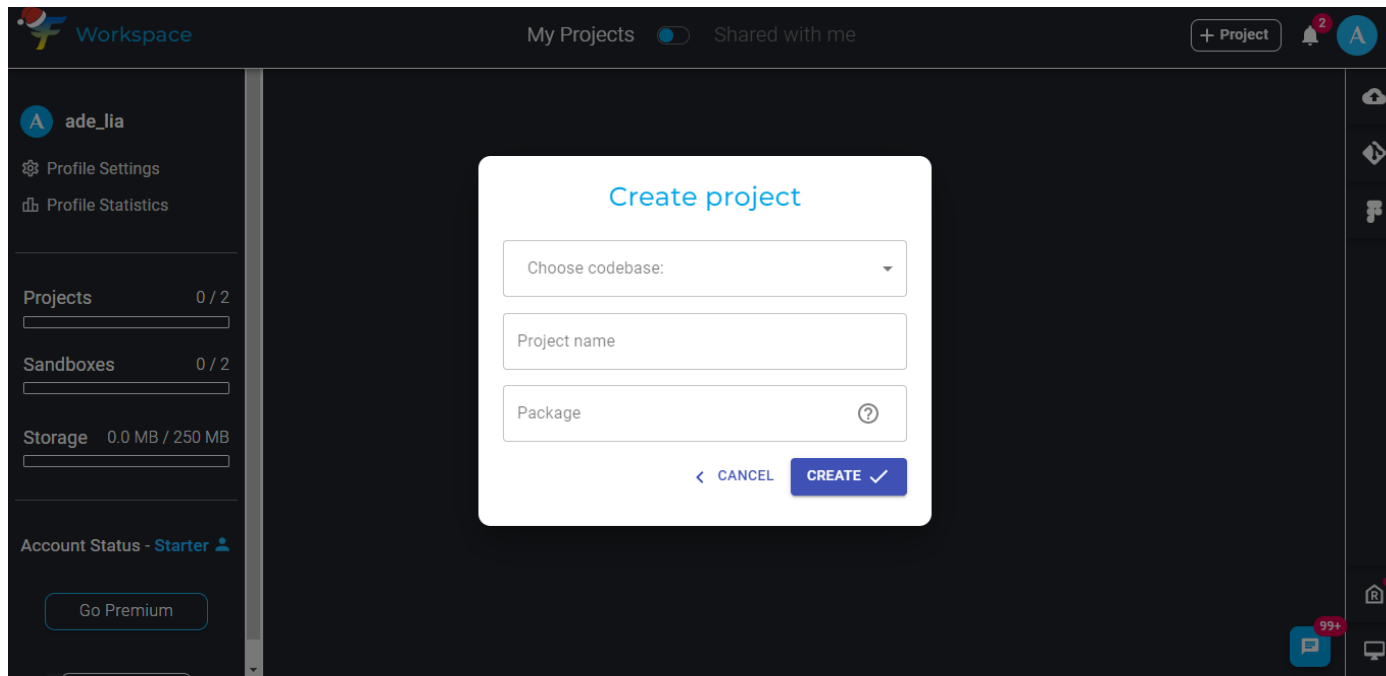 Workspace
My Projects Shared with me
+ Project
2
A
A ade_lia
Profile Settings
Profile Statistics
Projects 0 / 2
Sandboxes 0 / 2
Storage 0.0 MB / 250 MB
Account Status - Starter
Go Premium
Create project
Choose codebase:
Project name
Package ?
CANCEL CREATE
R
99+